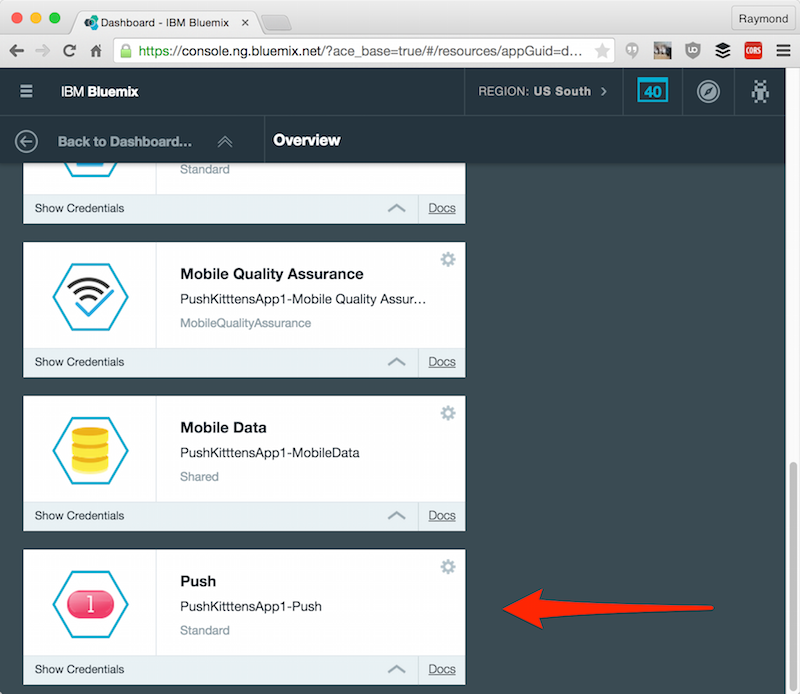 Dashboard - IBM Bluemix
Raymond
https://console.ng.bluemix.net/?ace_base=true/#/resources/appGuid=d...
UD
CORS
IBM Bluemix
REGION: US South
40
Back to Dashboard...
Overview
Standard
Show Credentials
Docs
Mobile Quality Assurance
PushKitttensApp1-Mobile Quality Assur...
MobileQualityAssurance
Show Credentials
Docs
Mobile Data
PushKitttensApp1-MobileData
Shared
Show Credentials
Docs
Push
PushKitttensApp1-Push
1
Standard
Show Credentials
Docs